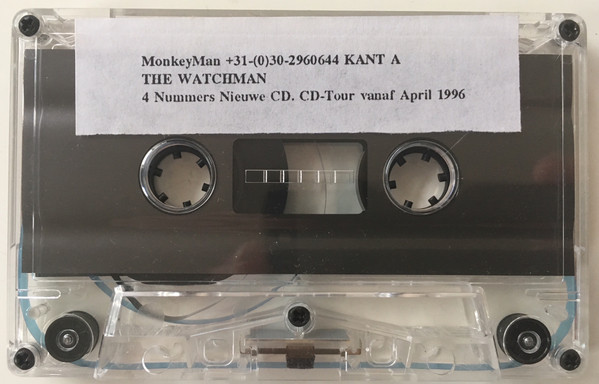 MonkeyMan +31-(0)30-2960644 KANT A
THE WATCHMAN
4 Nummers Nieuwe CD. CD-Tour vanaf April 1996